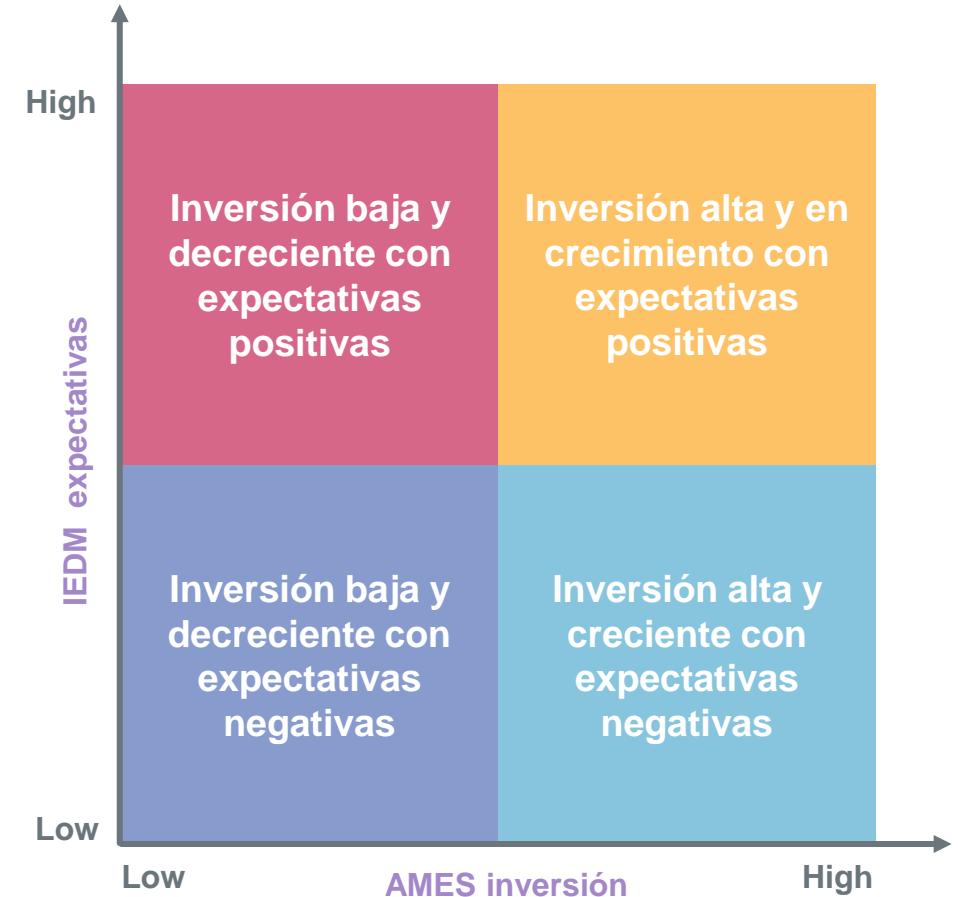 High
Inversión baja y
decreciente con
expectativas
positivas
Inversión alta y en
crecimiento con
expectativas
positivas
IEDM expectativas
Inversión baja y
decreciente con
expectativas
negativas
Inversión alta y
creciente con
expectativas
negativas
Low
Low
AMES inversión
High